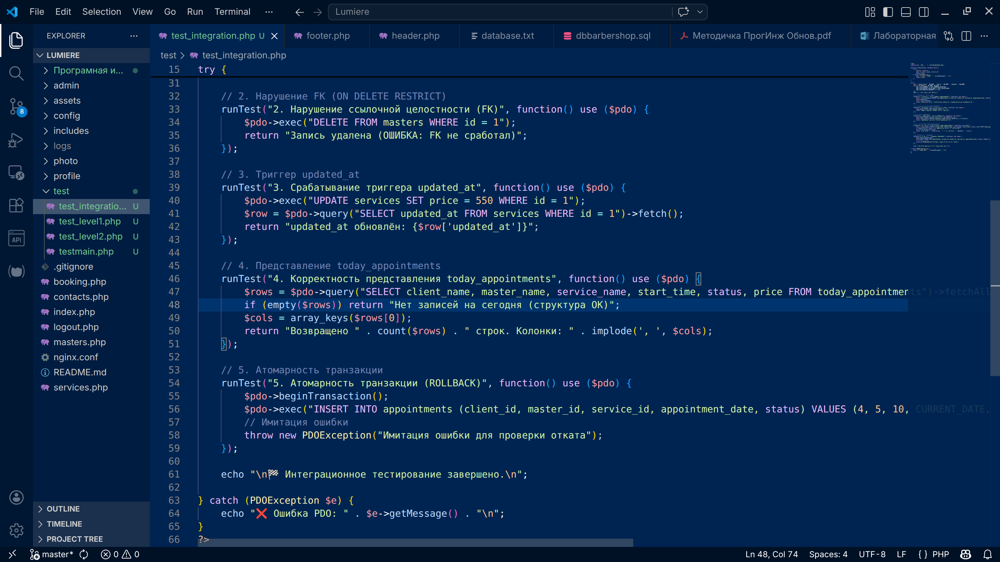 File Edit Selection View Go Run Terminal ··· Lumiere
EXPLORER
LUMIERE
Програмная и...
admin
assets
config
includes
logs
photo
profile
test
test_integratio... U
test_level1.php U
test_level2.php U
testmain.php U
.gitignore
booking.php
contacts.php
index.php
logout.php
masters.php
nginx.conf
README.md
services.php
OUTLINE
TIMELINE
PROJECT TREE
8
API
test_integration.php U footer.php header.php database.txt dbbarbershop.sql Методичка ПрогИнж Обнов.pdf Лабораторная
test > test_integration.php
15 try {
31
32 // 2. Нарушение FK (ON DELETE RESTRICT)
33 runTest("2. Нарушение ссылочной целостности (FK)", function() use ($pdo) {
34 $pdo->exec("DELETE FROM masters WHERE id = 1");
35 return "Запись удалена (ОШИБКА: FK не сработал)";
36 });
37
38 // 3. Триггер updated_at
39 runTest("3. Срабатывание триггера updated_at", function() use ($pdo) {
40 $pdo->exec("UPDATE services SET price = 550 WHERE id = 1");
41 $row = $pdo->query("SELECT updated_at FROM services WHERE id = 1")->fetch();
42 return "updated_at обновлён: {$row['updated_at']}";
43 });
44
45 // 4. Представление today_appointments
46 runTest("4. Корректность представления today_appointments", function() use ($pdo) {
47 $rows = $pdo->query("SELECT client_name, master_name, service_name, start_time, status, price FROM today_appointments")->fetchAll
48 if (empty($rows)) return "Нет записей на сегодня (структура ОК)";
49 $cols = array_keys($rows[0]);
50 return "Возвращено " . count($rows) . " строк. Колонки: " . implode(', ', $cols);
51 });
52
53 // 5. Атомарность транзакции
54 runTest("5. Атомарность транзакции (ROLLBACK)", function() use ($pdo) {
55 $pdo->beginTransaction();
56 $pdo->exec("INSERT INTO appointments (client_id, master_id, service_id, appointment_date, status) VALUES (4, 5, 10, CURRENT_DATE,
57 // Имитация ошибки
58 throw new PDOException("Имитация ошибки для проверки отката");
59 });
60
61 echo "\n🏁 Интеграционное тестирование завершено.\n";
62
63 } catch (PDOException $e) {
64 echo "❌ Ошибка PDO: " . $e->getMessage() . "\n";
65 }
66 ?>
master* 0 0 Ln 48, Col 74 Spaces: 4 UTF-8 LF { } PHP